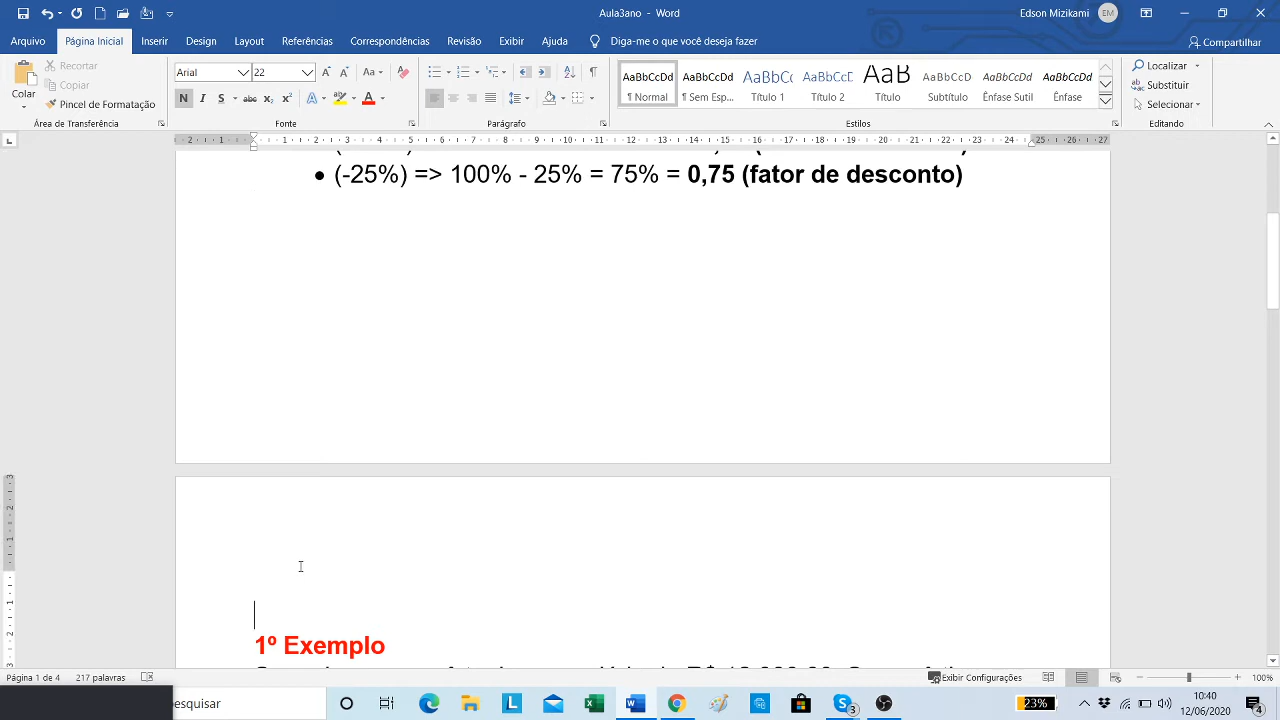 Aula3ano - Word
Edson Mizikami
EM
Arquivo
Página Inicial
Inserir
Design
Layout
Referências
Correspondências
Revisão
Exibir
Ajuda
Diga-me o que você deseja fazer
Compartilhar
Colar
Recortar
Copiar
Pincel de Formatação
Área de Transferência
Arial
22
Fonte
Parágrafo
AaBbCcDd
¶ Normal
AaBbCcDd
¶ Sem Esp...
AaBbCc
Título 1
AaBbCcD
Título 2
AaB
Título
AaBbCcD
Subtítulo
AaBbCcDd
Ênfase Sutil
AaBbCcDd
Ênfase
Estilos
Localizar
Substituir
Selecionar
Editando
• (-25%) => 100% - 25% = 75% = 0,75 (fator de desconto)
1º Exemplo
Página 1 de 4
217 palavras
Exibir Configurações
100%
esquisar
23%
10:40
12/06/2020